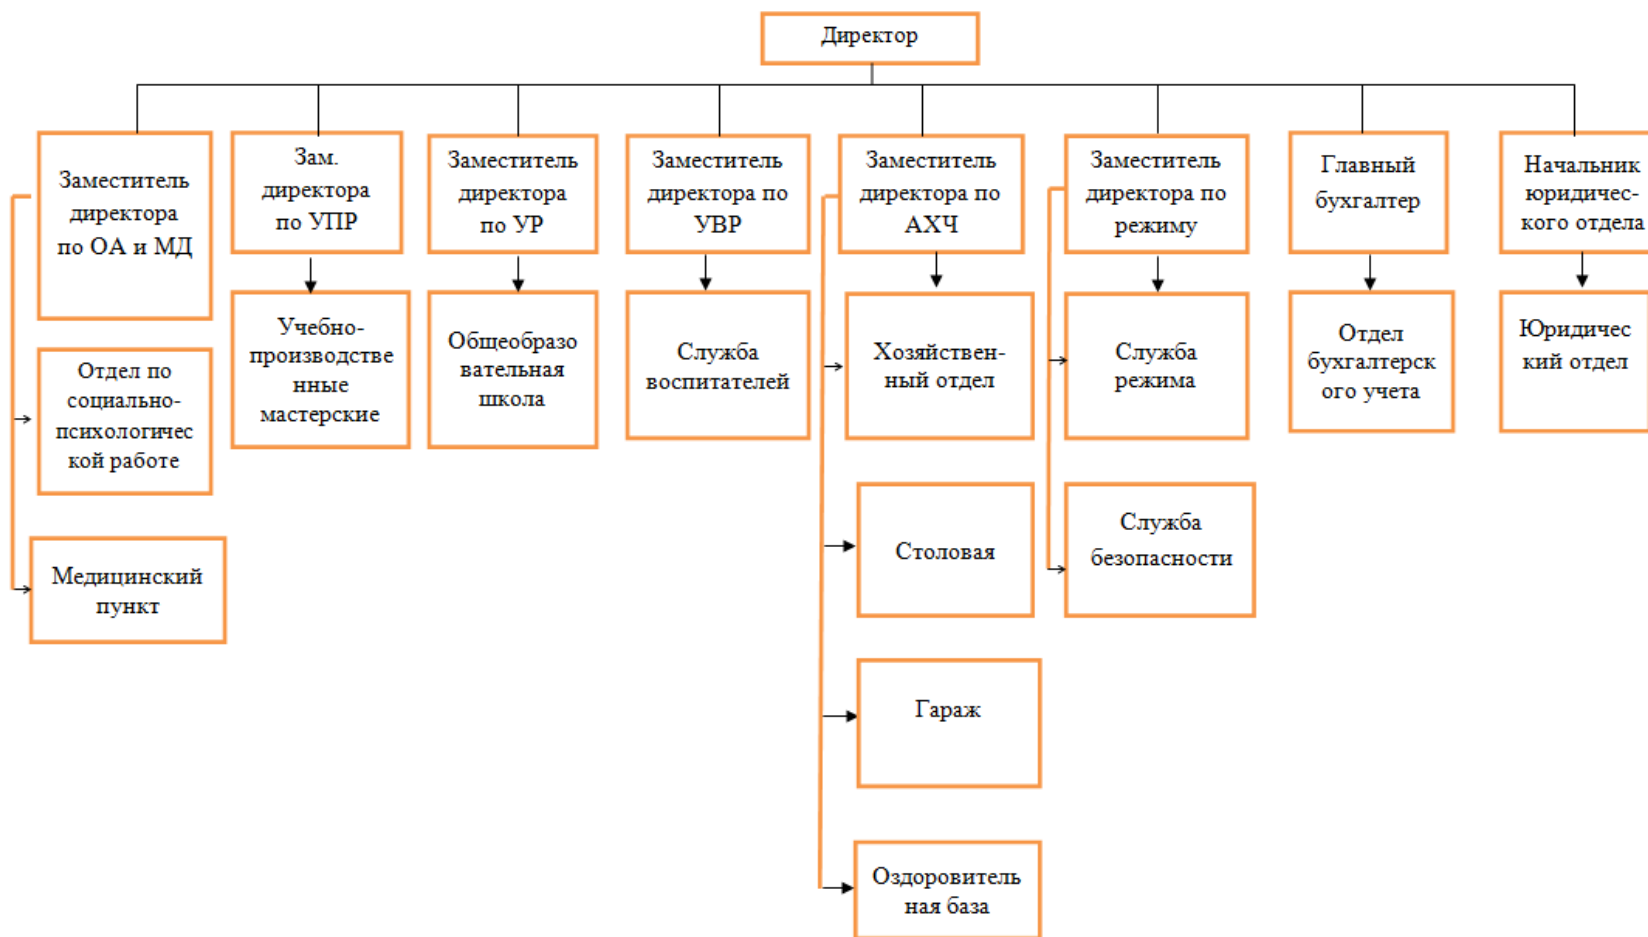 Директор
Заместитель
директора
по ОА и МД
Зам.
директора
по УПР
Заместитель
директора
по УР
Заместитель
директора по
УВР
Заместитель
директора по
АХЧ
Заместитель
директора по
режиму
Главный
бухгалтер
Начальник
юридичес-
кого отдела
Отдел по
социально-
психологичес
кой работе
Учебно-
производстве
нные
мастерские
Общеобразо
вательная
школа
Служба
воспитателей
Хозяйствен-
ный отдел
Служба
режима
Отдел
бухгалтерск
ого учета
Юридичес
кий отдел
Медицинский
пункт
Столовая
Служба
безопасности
Гараж
Оздоровитель
ная база